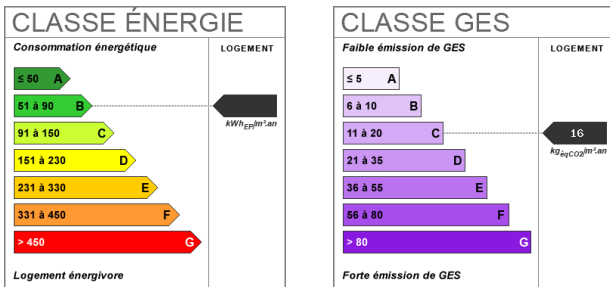 CLASSE ÉNERGIE
Consommation énergétique
LOGEMENT
≤ 50 A
51 à 90 B
kWhEP/m².an
91 à 150 C
151 à 230 D
231 à 330 E
331 à 450 F
> 450 G
Logement énergivore
CLASSE GES
Faible émission de GES
LOGEMENT
≤ 5 A
6 à 10 B
11 à 20 C
16
kgéqCO2/m².an
21 à 35 D
36 à 55 E
56 à 80 F
> 80 G
Forte émission de GES